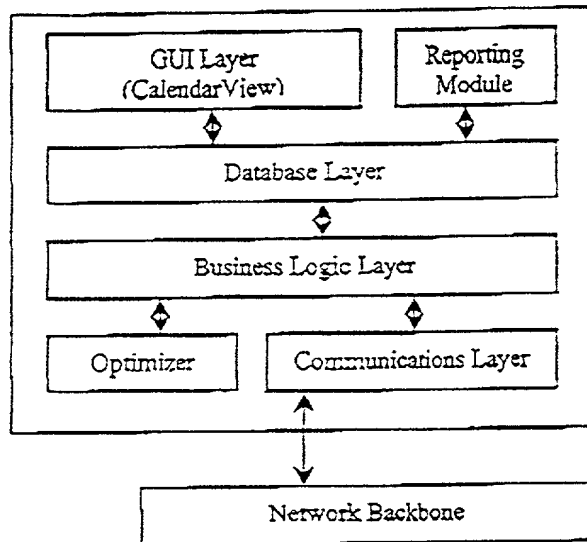 GUI Layer
(CalendarView)
Reporting
Module
Database Layer
Business Logic Layer
Optimizer
Communications Layer
Network Backbone